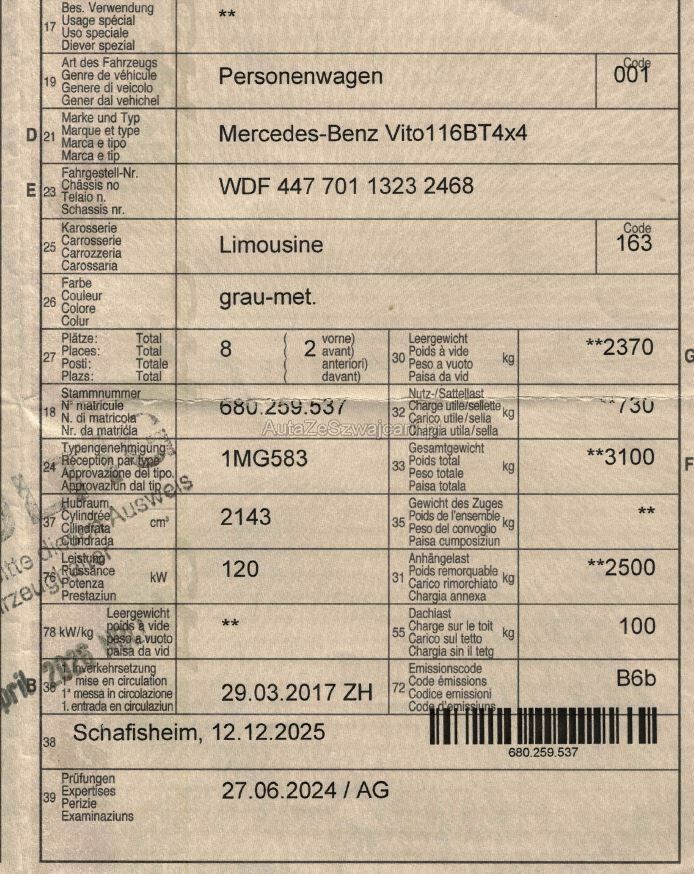 17
Bes. Verwendung
Usage spécial
Uso speciale
Diever spezial
**
19
Art des Fahrzeugs
Genre de véhicule
Genere di veicolo
Gener dal vehichel
Personenwagen
Code
001
D 21
Marke und Typ
Marque et type
Marca e tipo
Marca e tip
Mercedes-Benz Vito116BT4x4
E 23
Fahrgestell-Nr.
Châssis no
Telaio n.
Schassis nr.
WDF 447 701 1323 2468
25
Karosserie
Carrosserie
Carrozzeria
Carossaria
Limousine
Code
163
26
Farbe
Couleur
Colore
Colur
grau-met.
27
Plätze: Total
Places: Total
Posti: Totale
Plazs: Total
8
( 2 vorne)
avant)
anteriori)
davant)
30
Leergewicht
Poids à vide
Peso a vuoto
Paisa da vid
kg
**2370
G
18
Stammnummer
N° matricule
N. di matricola
Nr. da matricla
680.259.537
AutaZeSzwajcar
32
Nutz-/Sattellast
Charge utile/sellette
Carico utile/sella
Chargia utila/sella
kg
**730
24
Typengenehmigung
Réception par type
Approvazione del tipo
Approvaziun dal tip
1MG583
33
Gesamtgewicht
Poids total
Peso totale
Paisa totala
kg
**3100
F
37
Hubraum
Cylindrée
Cilindrata
Cilindrada
cm³
2143
35
Gewicht des Zuges
Poids de l'ensemble
Peso del convoglio
Paisa cumposiziun
kg
**
76
Leistung
Puissance
Potenza
Prestaziun
kW
120
31
Anhängelast
Poids remorquable
Carico rimorchiato
Chargia annexa
kg
**2500
78 kW/kg
Leergewicht
poids à vide
peso a vuoto
paisa da vid
**
55
Dachlast
Charge sur le toit
Carico sul tetto
Chargia sin il tetg
kg
100
B 36
1. Inverkehrsetzung
mise en circulation
1ª messa in circolazione
1. entrada en circulaziun
29.03.2017 ZH
72
Emissionscode
Code émissions
Codice emissioni
Code d'emissiuns
B6b
38
Schafisheim, 12.12.2025
680.259.537
39
Prüfungen
Expertises
Perizie
Examinaziuns
27.06.2024 / AG
Ausweis